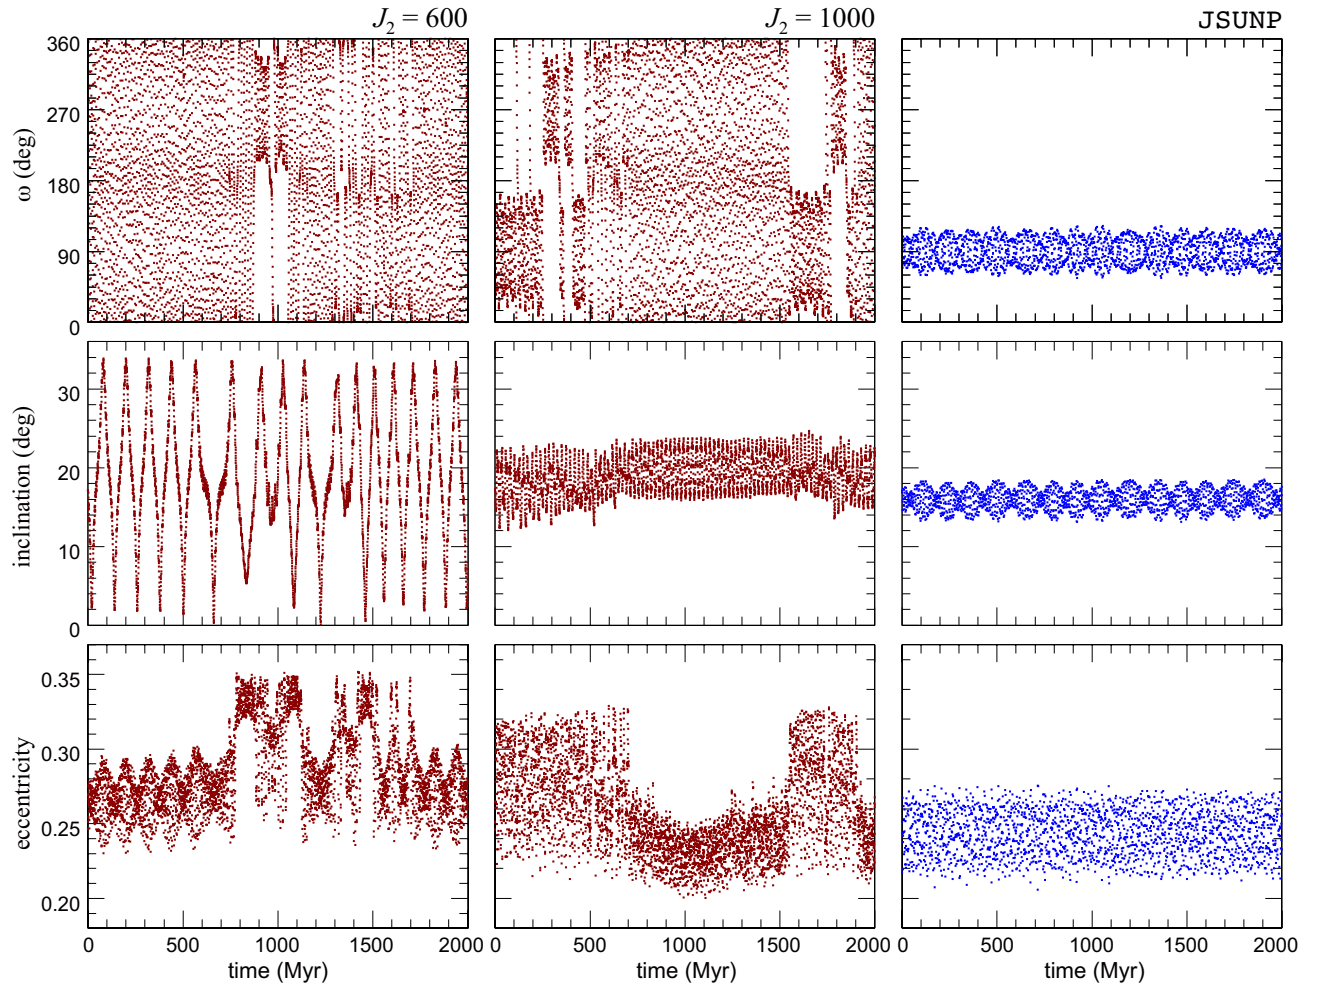 J2 = 600
J2 = 1000
JSUNP
360
270
180
90
0
ω (deg)
30
20
10
0
inclination (deg)
0.35
0.30
0.25
0.20
eccentricity
0 500 1000 1500 2000
0 500 1000 1500 2000
0 500 1000 1500 2000
time (Myr)
time (Myr)
time (Myr)